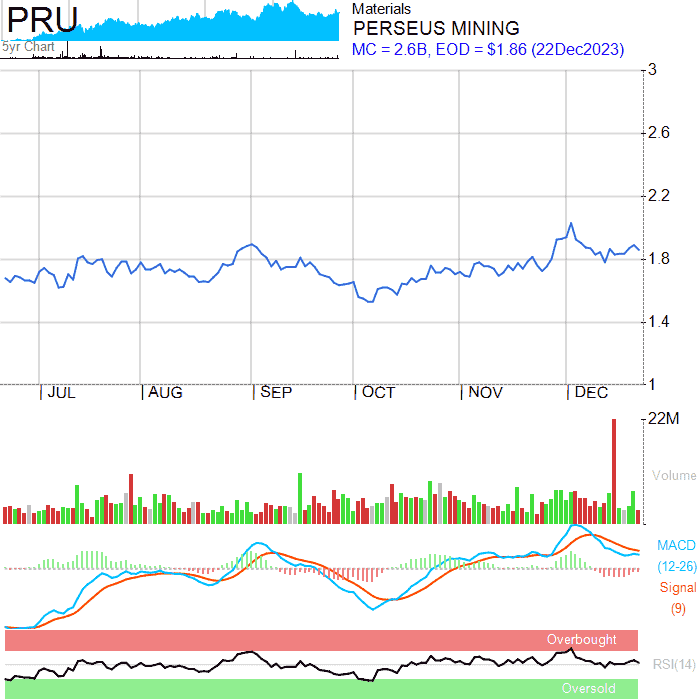 PRU
5yr Chart
Materials
PERSEUS MINING
MC = 2.6B, EOD = $1.86 (22Dec2023)
3
2.6
2.2
1.8
1.4
1
JUL AUG SEP OCT NOV DEC
22M
Volume
MACD
(12-26)
Signal
(9)
Overbought
RSI(14)
Oversold